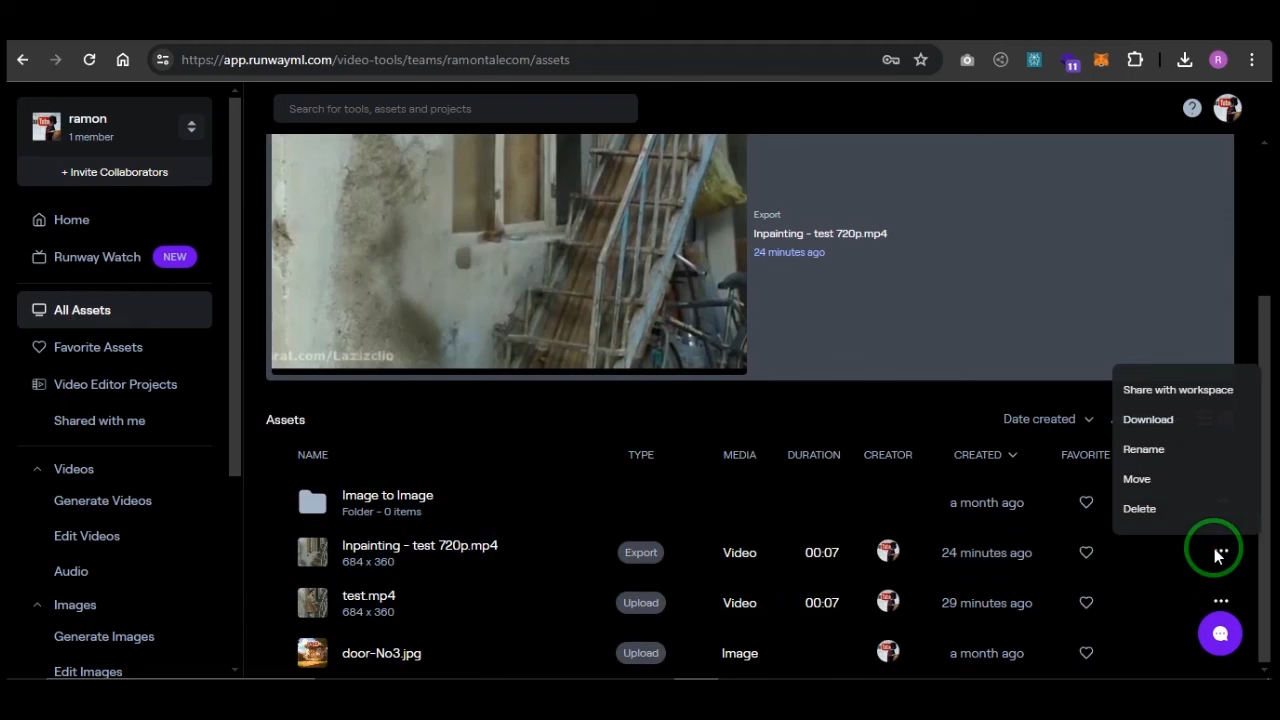 https://app.runwayml.com/video-tools/teams/ramontalecom/assets
11
R
ramon
1 member
+ Invite Collaborators
Search for tools, assets and projects
?
Home
Runway Watch NEW
All Assets
Favorite Assets
Video Editor Projects
Shared with me
Videos
Generate Videos
Edit Videos
Audio
Images
Generate Images
Edit Images
ral.com/Lazizclip
Export
Inpainting - test 720p.mp4
24 minutes ago
Assets
Date created
NAME TYPE MEDIA DURATION CREATOR CREATED FAVORITE
Image to Image
Folder - 0 items
a month ago
Inpainting - test 720p.mp4
684 x 360
Export Video 00:07 24 minutes ago
test.mp4
684 x 360
Upload Video 00:07 29 minutes ago
door-No3.jpg Upload Image a month ago
Share with workspace
Download
Rename
Move
Delete